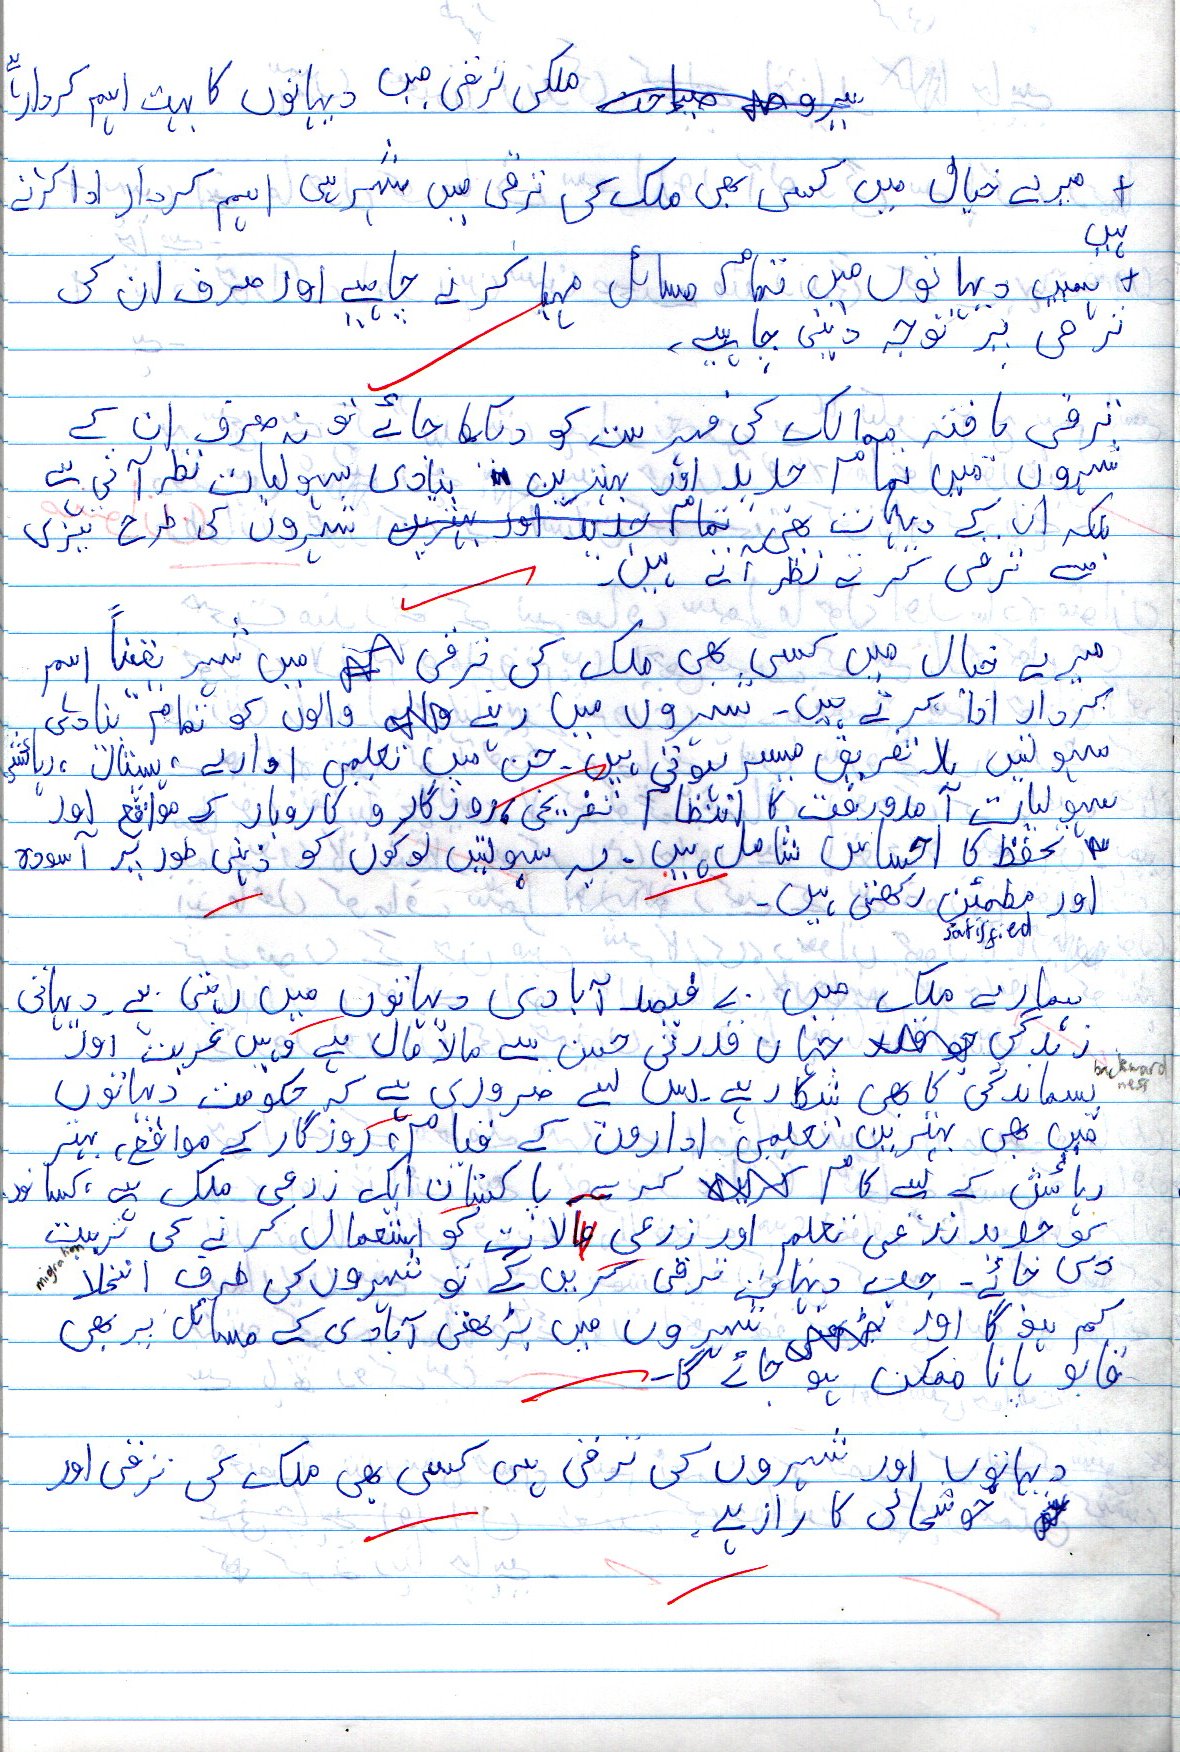 ملکی ترقی میں دیہاتوں کا بہت اہم کردار ہے
+ میرے خیال میں کسی بھی ملک کی ترقی میں شہر ہی اہم کردار ادا کرتے
ہیں
+ ہمیں دیہاتوں میں تمام مسائل مہیا کرنے چاہیے اور صرف ان کی
ترقی پر توجہ دینی چاہیے۔
ترقی یافتہ ممالک کی فہرست کو دیکھا جائے تو نہ صرف ان کے
شہروں میں تمام جدید اور بہترین بنیادی سہولیات نظر آتی ہے
بلکہ ان کے دیہات بھی شہروں کی طرح تیزی
سے ترقی کرتے نظر آتے ہیں۔
میرے خیال میں کسی بھی ملک کی ترقی میں شہر یقیناً اہم
کردار ادا کرتے ہیں۔ شہروں میں رہنے والوں کو تمام بنیادی
سہولتیں بلا تفریق میسر ہوتی ہیں۔ جن میں تعلیمی ادارے، ہسپتال، رہائشی
سہولیات آمدورفت کا انتظام تفریحی، روزگار و کاروبار کے مواقع اور
تحفظ کا احساس شامل ہیں۔ یہ سہولتیں لوگوں کو ذہنی طور پر آسودہ
اور مطمئن رکھتی ہیں۔
satisfied
ہمارے ملک میں ۷۰ فیصد آبادی دیہاتوں میں رہتی ہے۔ دیہاتی
زندگی جہاں قدرتی حسن سے مالا مال ہے وہیں غربت اور
backwardness
پسماندگی کا بھی شکار ہے۔ اس لیے ضروری ہے کہ حکومت دیہاتوں
میں بھی بہترین تعلیمی اداروں کے قیام، روزگار کے مواقع، بہتر
رہائش کے لیے کام کرے۔ پاکستان ایک زرعی ملک ہے، کسانوں
کو جدید زرعی تعلیم اور زرعی آلات کو استعمال کرنے کی تربیت
migration
دی جائے۔ جب دیہات ترقی کریں گے تو شہروں کی طرف انخلا
کم ہو گا اور شہروں میں بڑھتی آبادی کے مسائل پر بھی
قابو پانا ممکن ہو جائے گا۔
دیہاتوں اور شہروں کی ترقی ہی کسی بھی ملک کی ترقی اور
خوشحالی کا راز ہے۔